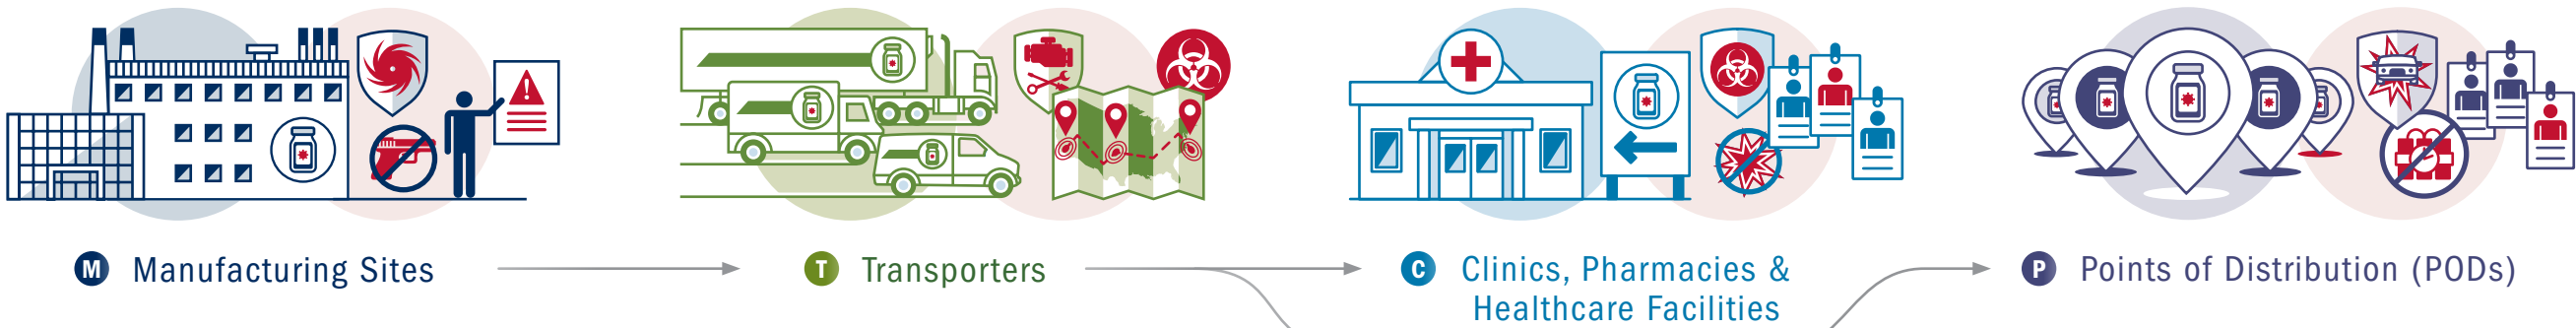 M Manufacturing Sites
T Transporters
C Clinics, Pharmacies &
Healthcare Facilities
P Points of Distribution (PODs)